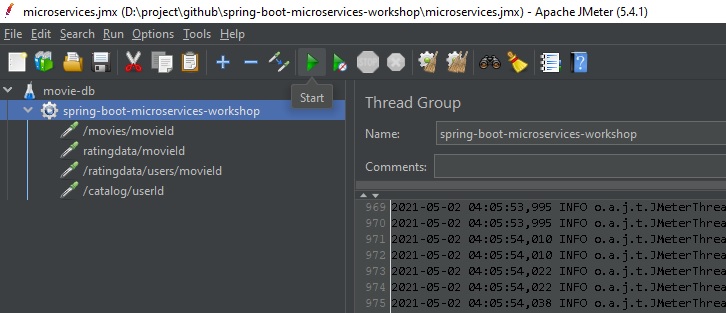 microservices.jmx (D:\project\github\spring-boot-microservices-workshop\microservices.jmx) - Apache JMeter (5.4.1)
File Edit Search Run Options Tools Help
STOP
Start
movie-db
spring-boot-microservices-workshop
/movies/movieId
ratingdata/movieId
/ratingdata/users/movieId
/catalog/userId
Thread Group
Name: spring-boot-microservices-workshop
Comments:
969 2021-05-02 04:05:53,995 INFO o.a.j.t.JMeterThrea
970 2021-05-02 04:05:53,995 INFO o.a.j.t.JMeterThrea
971 2021-05-02 04:05:54,010 INFO o.a.j.t.JMeterThrea
972 2021-05-02 04:05:54,010 INFO o.a.j.t.JMeterThrea
973 2021-05-02 04:05:54,022 INFO o.a.j.t.JMeterThrea
974 2021-05-02 04:05:54,022 INFO o.a.j.t.JMeterThrea
975 2021-05-02 04:05:54,038 INFO o.a.j.t.JMeterThrea